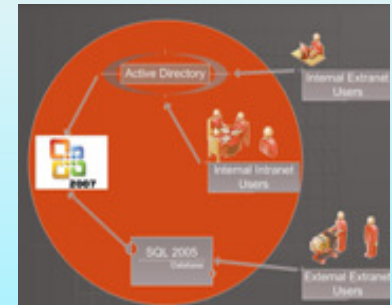 Active Directory
Internal Extranet
Users
Internal Intranet
Users
2007
SQL 2005
Database
External Extranet
Users